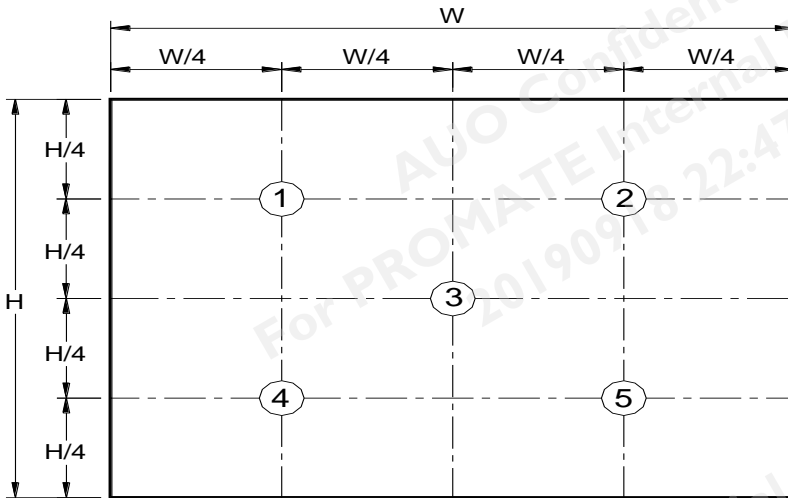 W
W/4 W/4 W/4 W/4
H/4
1 2
H/4
H
3
H/4
4 5
H/4
AUO Confidential
For PROMATE Internal
20190918 22:47